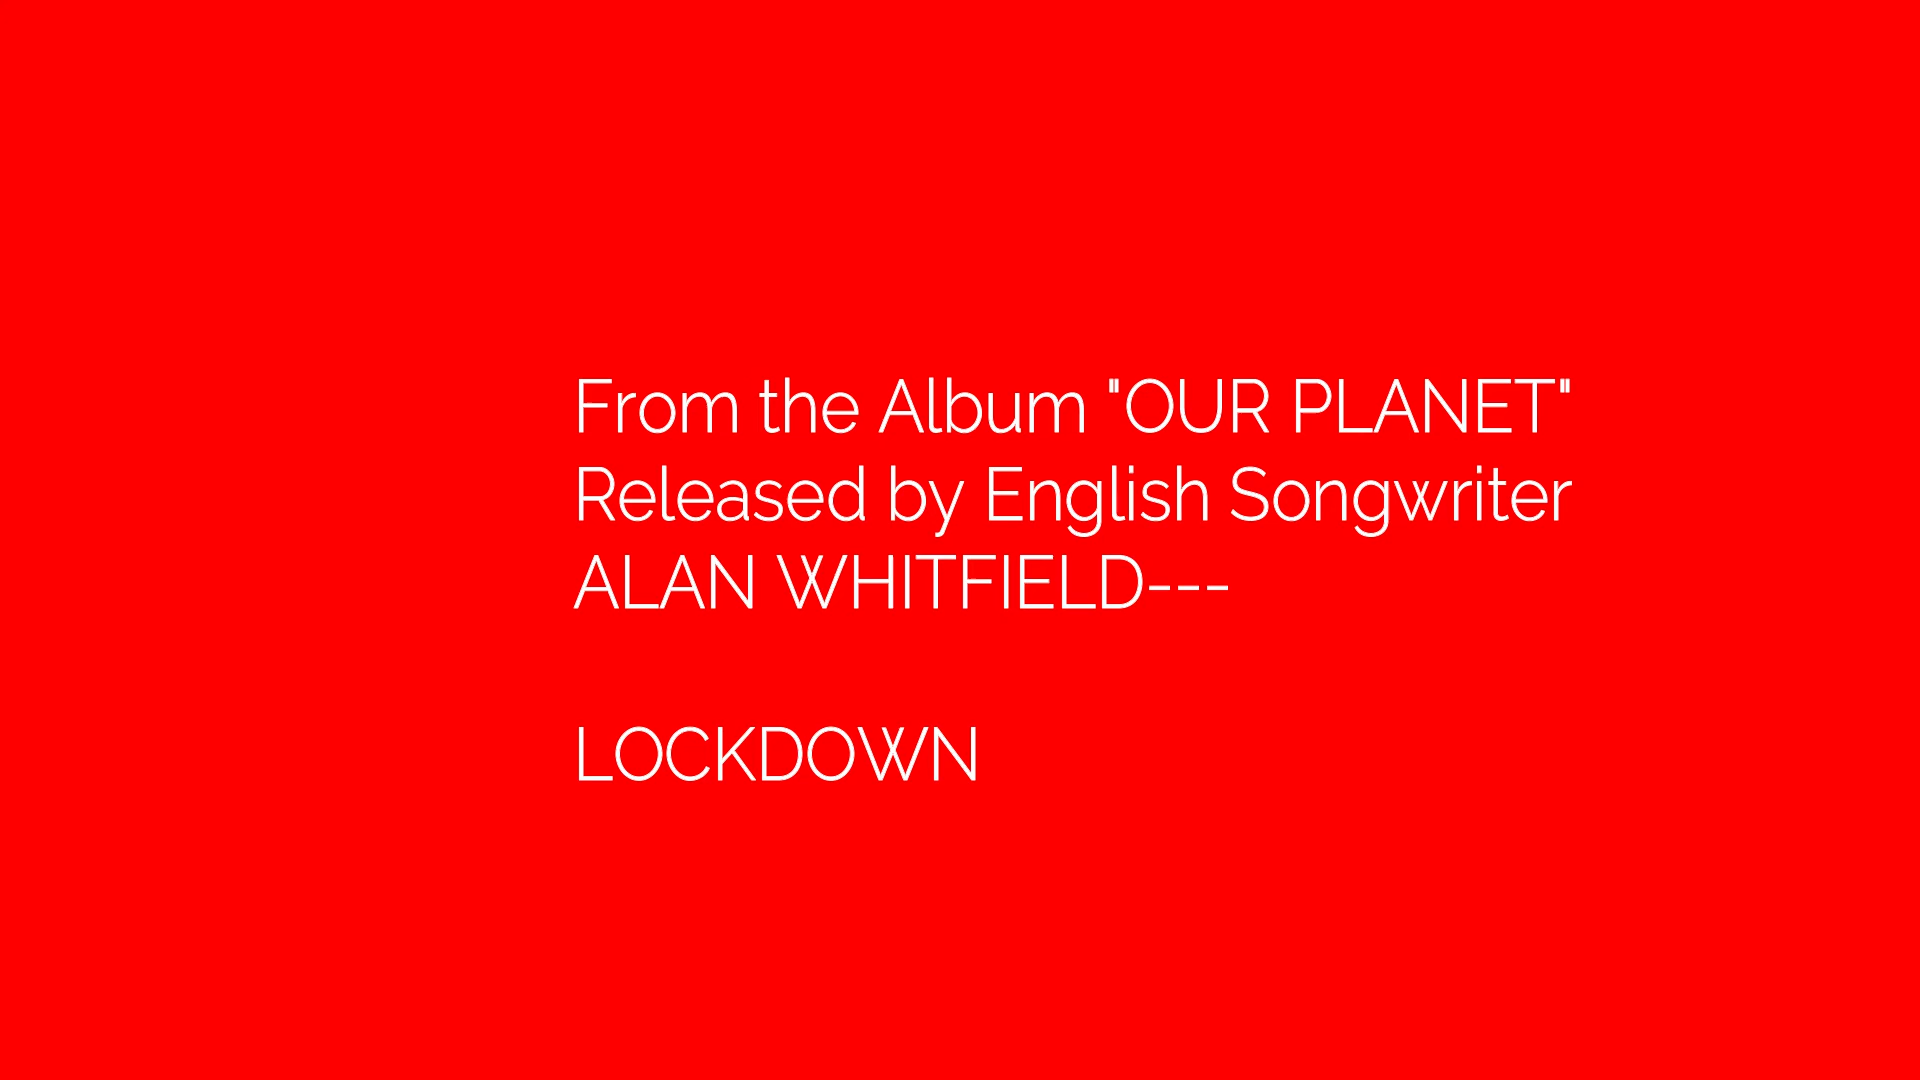 From the Album "OUR PLANET"
Released by English Songwriter
ALAN WHITFIELD---
LOCKDOWN